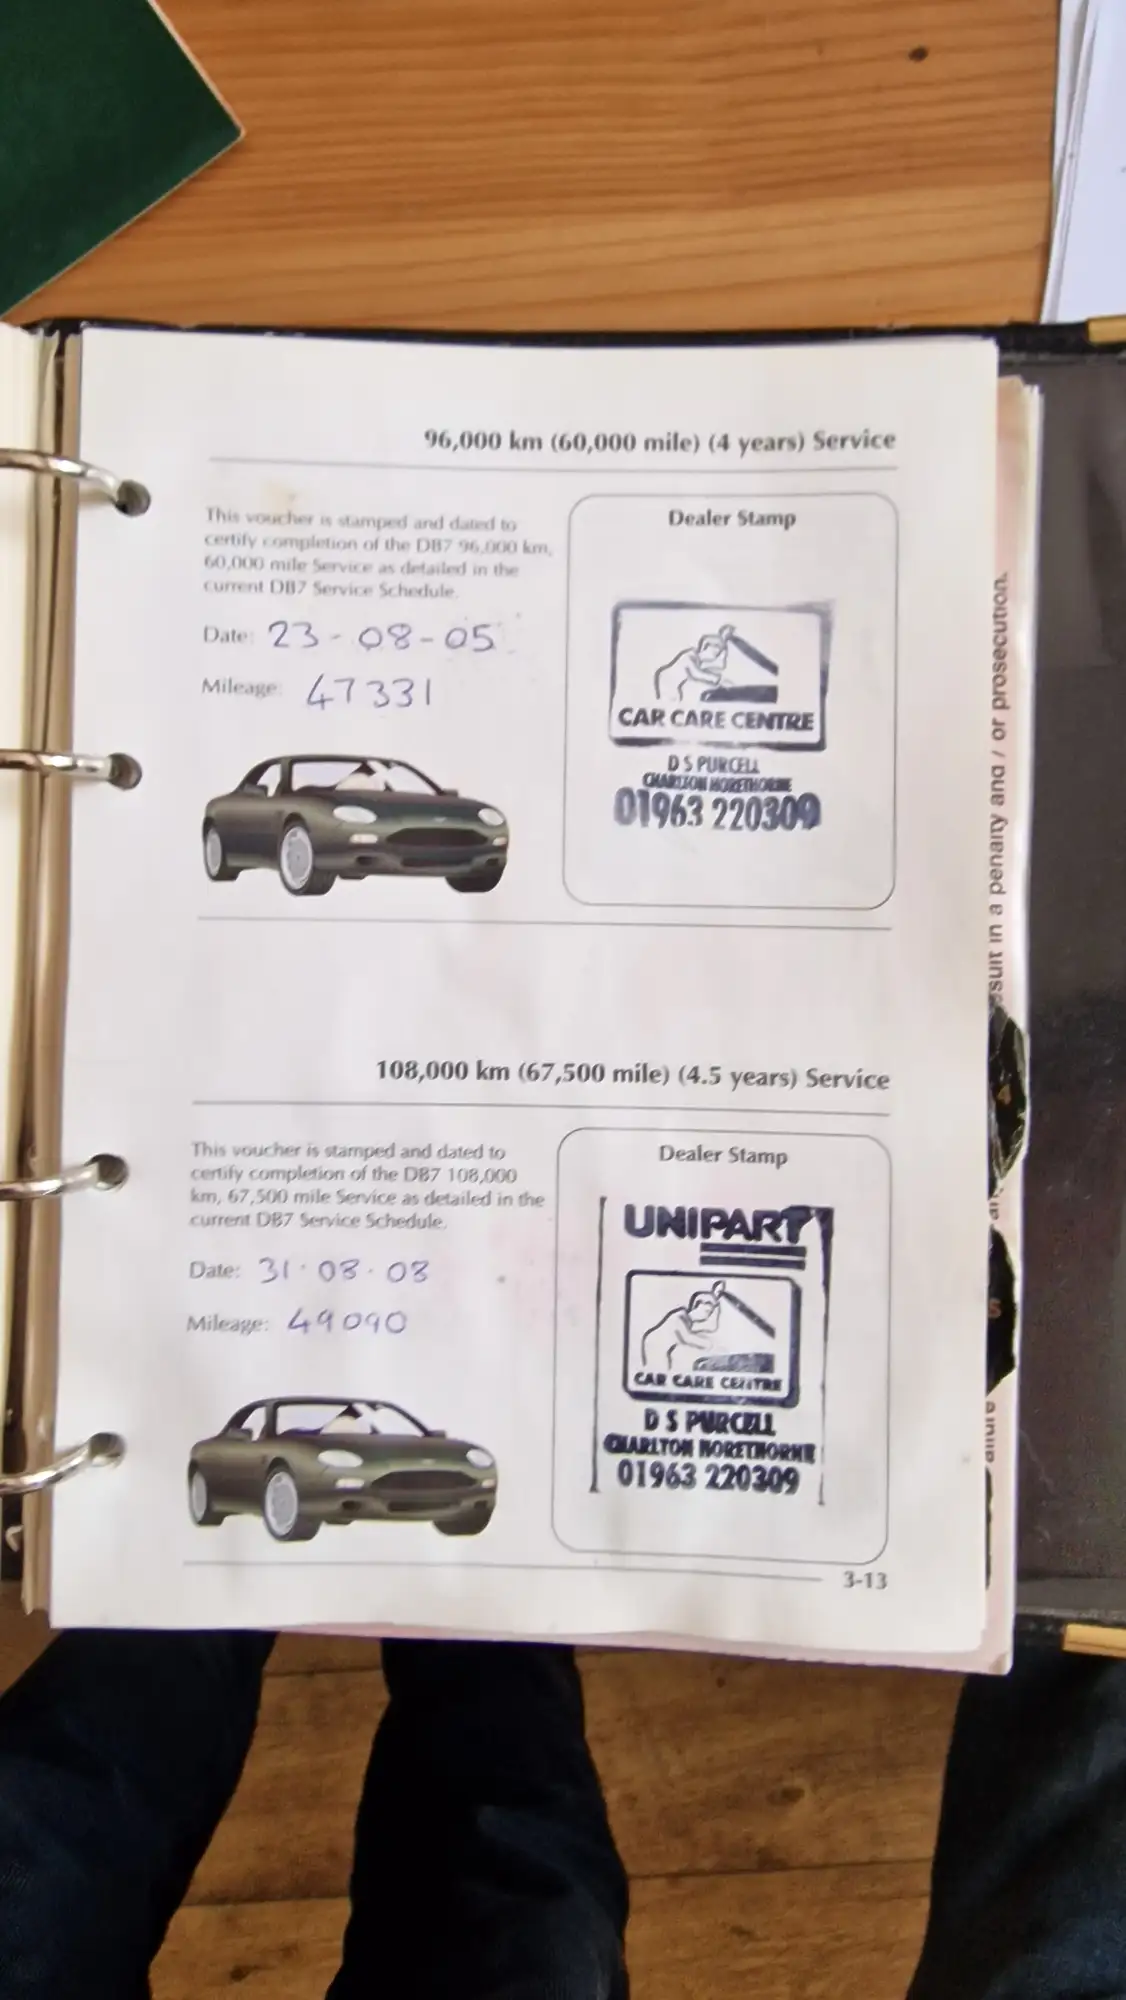 96,000 km (60,000 mile) (4 years) Service
This voucher is stamped and dated to
certify completion of the DB7 96,000 km,
60,000 mile Service as detailed in the
current DB7 Service Schedule.
Date: 23-08-05
Mileage: 47331
Dealer Stamp
CAR CARE CENTRE
D S PURCELL
CHARLTON HORETHORNE
01963 220309
108,000 km (67,500 mile) (4.5 years) Service
This voucher is stamped and dated to
certify completion of the DB7 108,000
km, 67,500 mile Service as detailed in the
current DB7 Service Schedule.
Date: 31·08·08
Mileage: 49090
Dealer Stamp
UNIPART
CAR CARE CENTRE
D S PURCELL
CHARLTON HORETHORNE
01963 220309
3-13
esult in a penalty and / or prosecution.
4